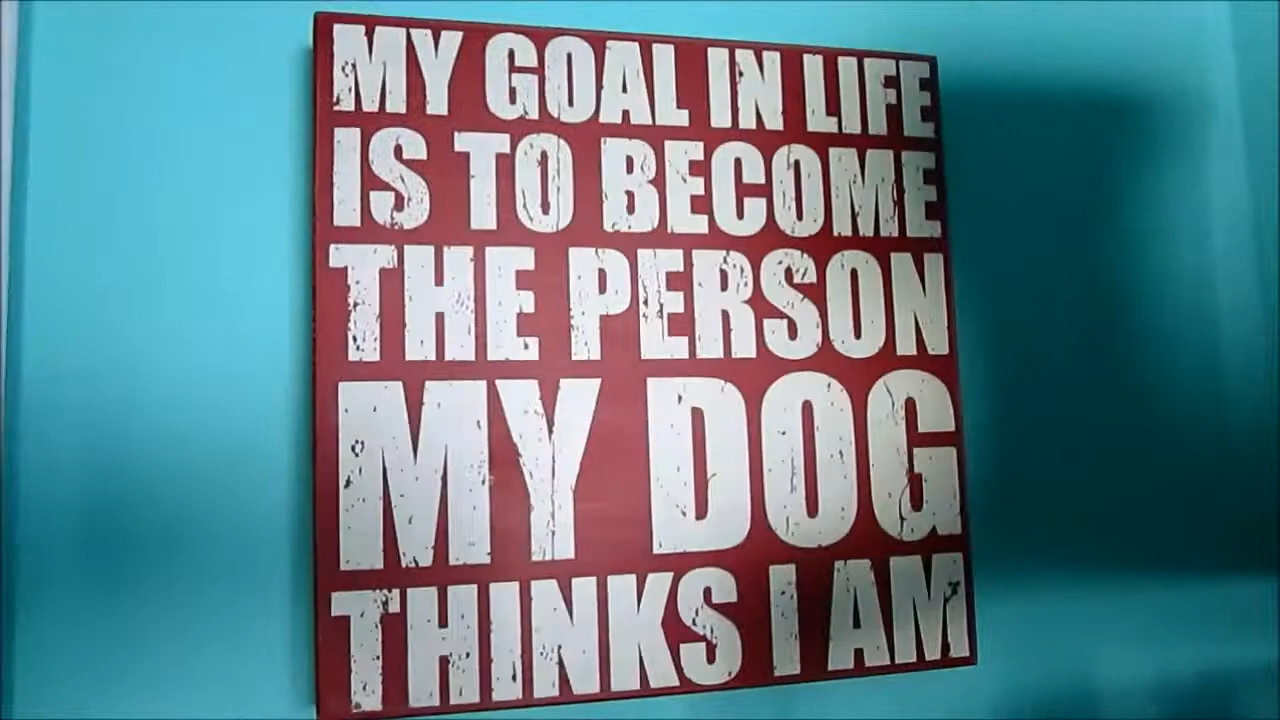 MY GOAL IN LIFE
IS TO BECOME
THE PERSON
MY DOG
THINKS I AM